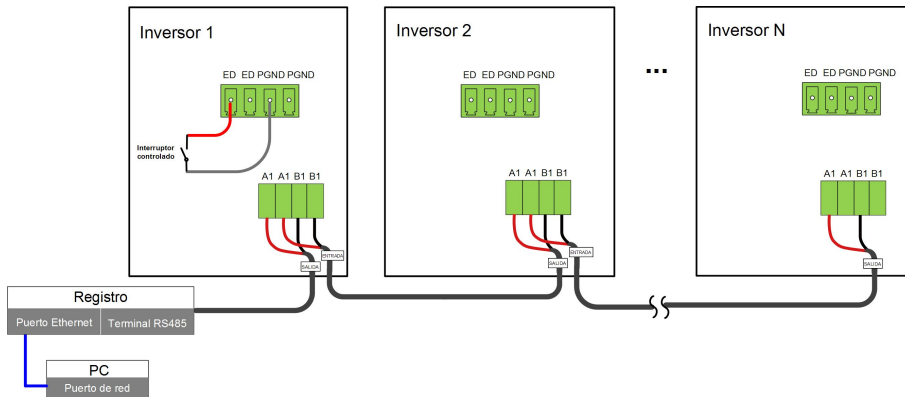 Inversor 1
Inversor 2
Inversor N
...
ED ED PGND PGND
ED ED PGND PGND
ED ED PGND PGND
Interruptor
controlado
A1 A1 B1 B1
A1 A1 B1 B1
A1 A1 B1 B1
ENTRADA
SALIDA
ENTRADA
SALIDA
SALIDA
Registro
Puerto Ethernet
Terminal RS485
PC
Puerto de red